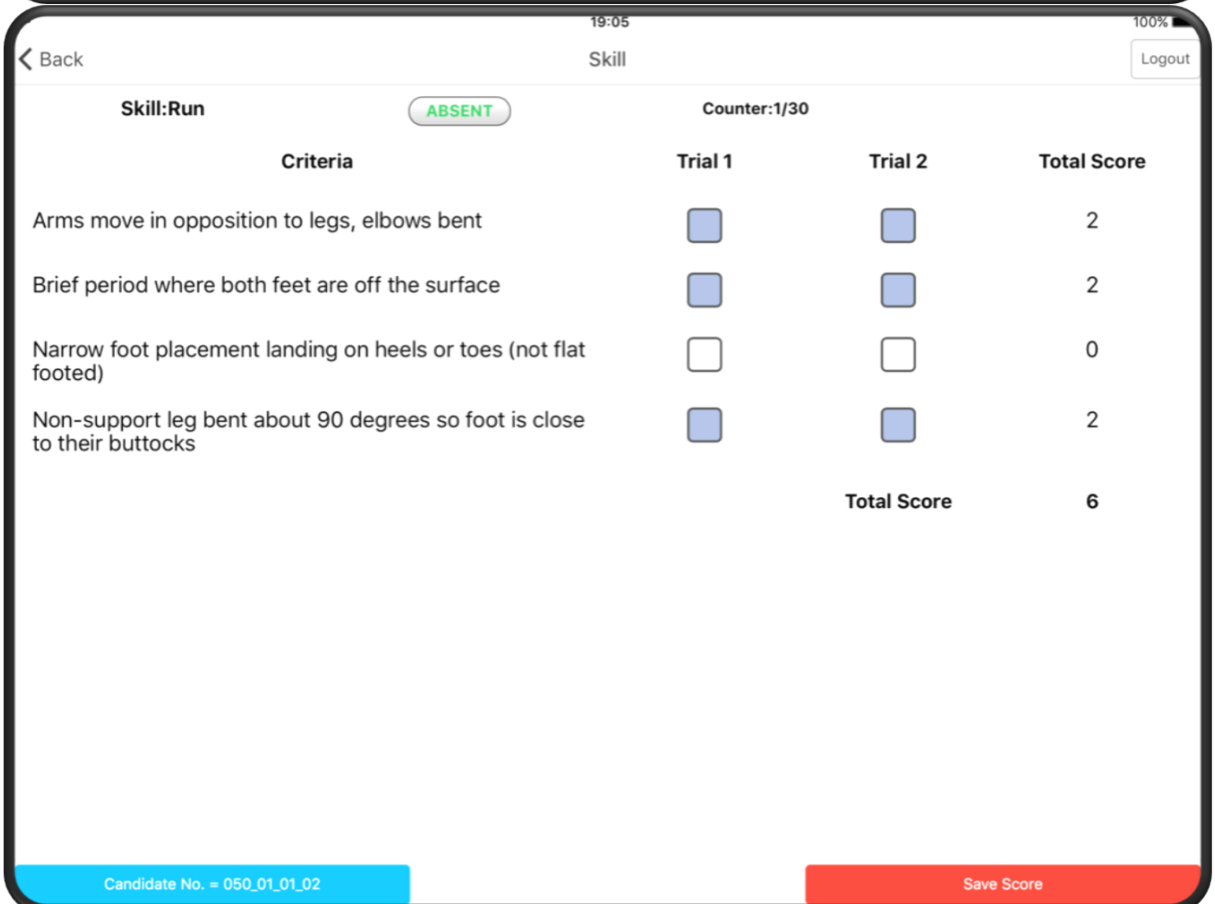 19:05 100%
Back Skill Logout
Skill:Run ABSENT Counter:1/30
Criteria Trial 1 Trial 2 Total Score
Arms move in opposition to legs, elbows bent 2
Brief period where both feet are off the surface 2
Narrow foot placement landing on heels or toes (not flat 0
footed)
Non-support leg bent about 90 degrees so foot is close 2
to their buttocks
Total Score 6
Candidate No. = 050_01_01_02 Save Score